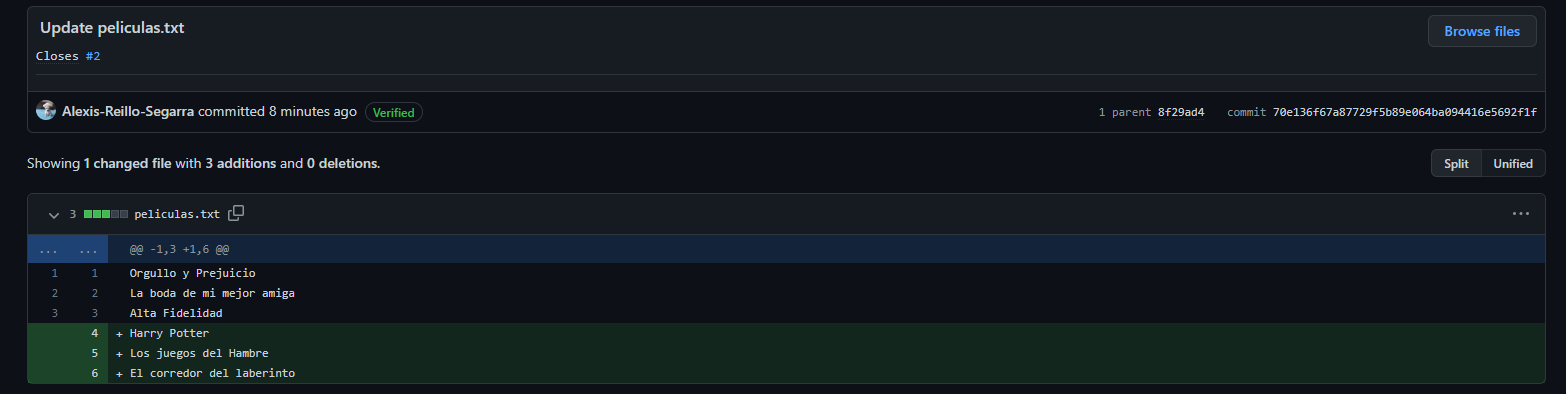 Update peliculas.txt
Browse files
Closes #2
Alexis-Reillo-Segarra committed 8 minutes ago Verified
1 parent 8f29ad4 commit 70e136f67a87729f5b89e064ba094416e5692f1f
Showing 1 changed file with 3 additions and 0 deletions.
Split Unified
3 peliculas.txt
... ... @@ -1,3 +1,6 @@
1 1 Orgullo y Prejuicio
2 2 La boda de mi mejor amiga
3 3 Alta Fidelidad
4 + Harry Potter
5 + Los juegos del Hambre
6 + El corredor del laberinto